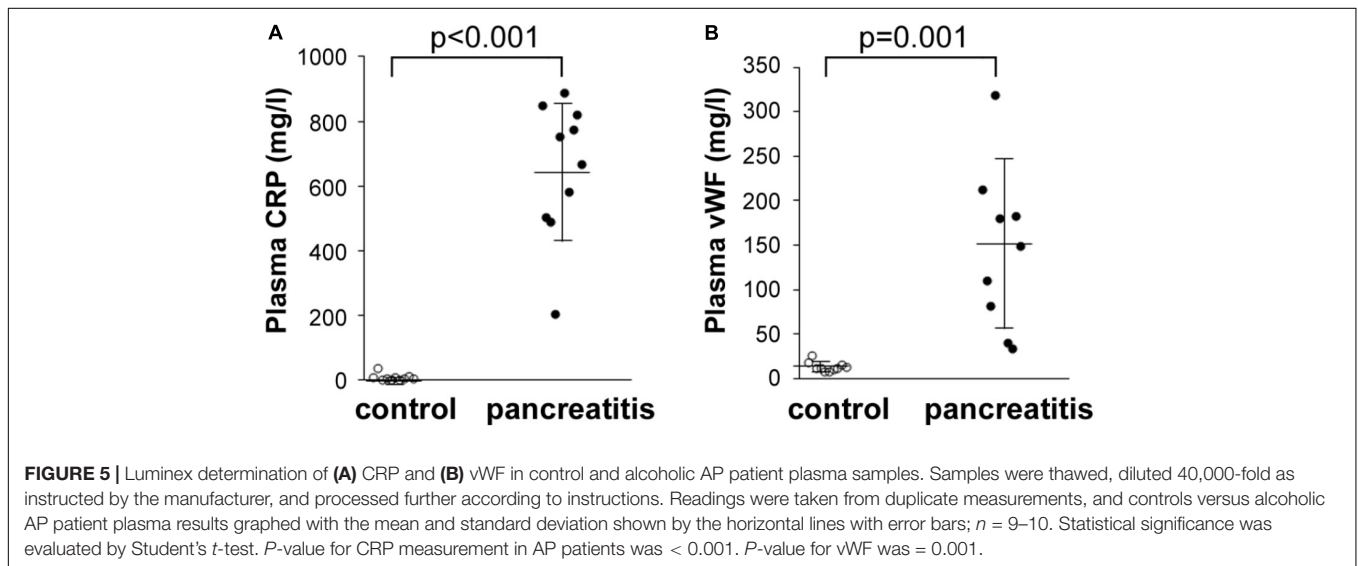 A
p<0.001
Plasma CRP (mg/l)
1000
800
600
400
200
0
control pancreatitis
B
p=0.001
Plasma vWF (mg/l)
350
300
250
200
150
100
50
0
control pancreatitis
FIGURE 5 | Luminex determination of (A) CRP and (B) vWF in control and alcoholic AP patient plasma samples. Samples were thawed, diluted 40,000-fold as
instructed by the manufacturer, and processed further according to instructions. Readings were taken from duplicate measurements, and controls versus alcoholic
AP patient plasma results graphed with the mean and standard deviation shown by the horizontal lines with error bars; n = 9–10. Statistical significance was
evaluated by Student’s t-test. P-value for CRP measurement in AP patients was < 0.001. P-value for vWF was = 0.001.